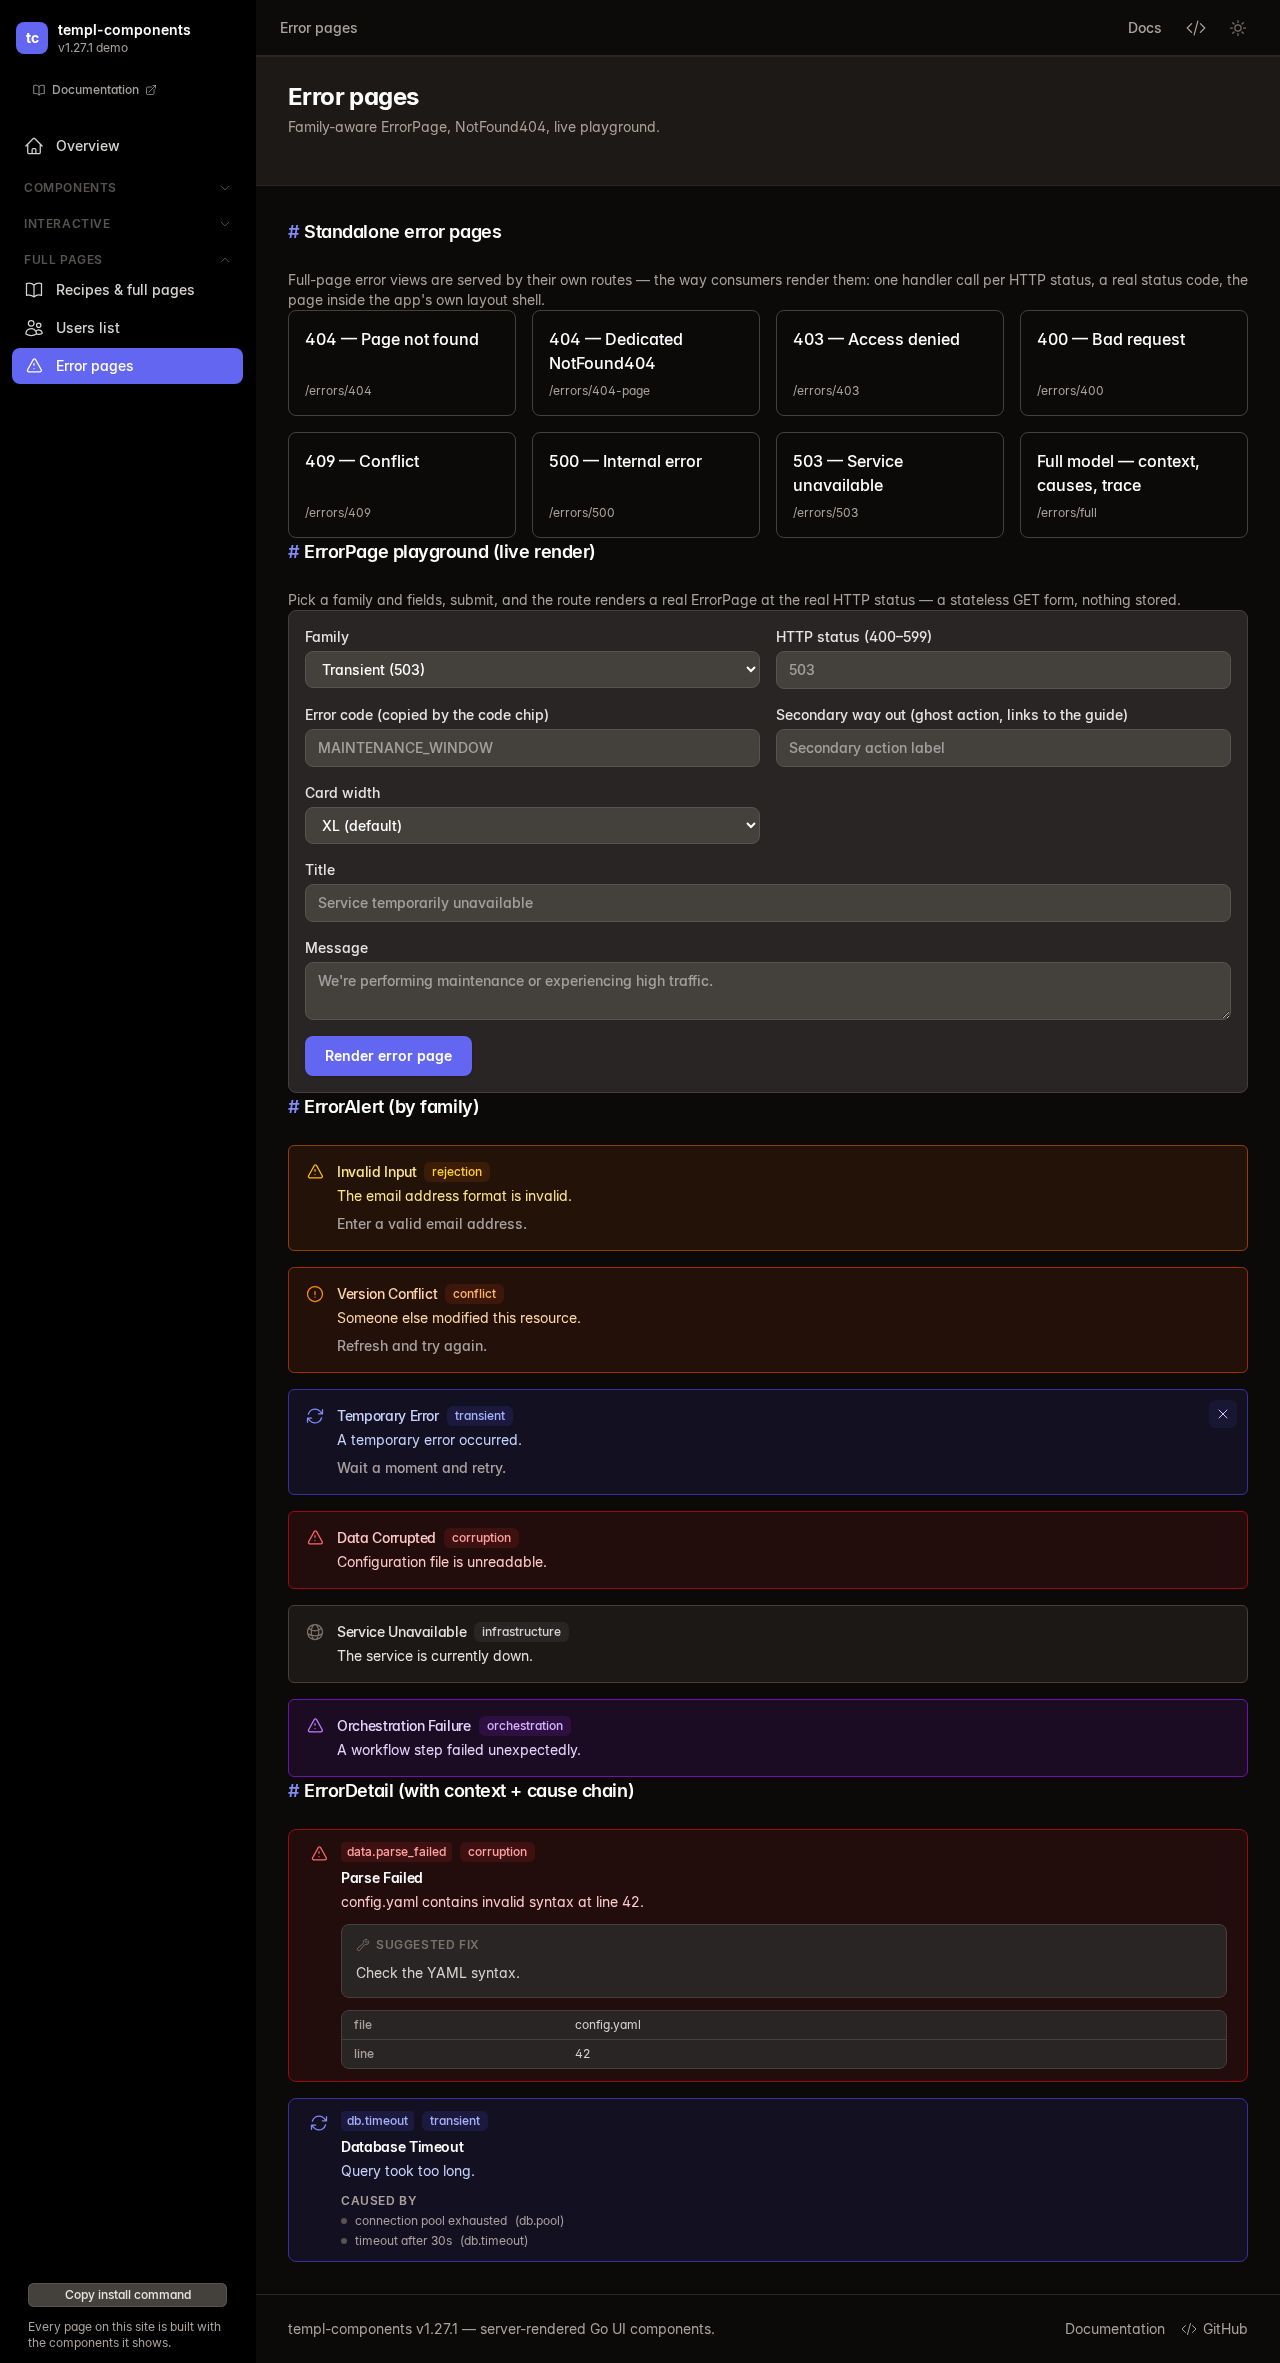 tc
templ-components
v1.27.1 demo
Documentation
Overview
COMPONENTS
INTERACTIVE
FULL PAGES
Recipes & full pages
Users list
Error pages
Copy install command
Every page on this site is built with
the components it shows.
Error pages
Docs
Error pages
Family-aware ErrorPage, NotFound404, live playground.
# Standalone error pages
Full-page error views are served by their own routes — the way consumers render them: one handler call per HTTP status, a real status code, the
page inside the app's own layout shell.
404 — Page not found
/errors/404
404 — Dedicated
NotFound404
/errors/404-page
403 — Access denied
/errors/403
400 — Bad request
/errors/400
409 — Conflict
/errors/409
500 — Internal error
/errors/500
503 — Service
unavailable
/errors/503
Full model — context,
causes, trace
/errors/full
# ErrorPage playground (live render)
Pick a family and fields, submit, and the route renders a real ErrorPage at the real HTTP status — a stateless GET form, nothing stored.
Family
Transient (503)
HTTP status (400–599)
503
Error code (copied by the code chip)
MAINTENANCE_WINDOW
Secondary way out (ghost action, links to the guide)
Secondary action label
Card width
XL (default)
Title
Service temporarily unavailable
Message
We're performing maintenance or experiencing high traffic.
Render error page
# ErrorAlert (by family)
Invalid Input rejection
The email address format is invalid.
Enter a valid email address.
Version Conflict conflict
Someone else modified this resource.
Refresh and try again.
Temporary Error transient
A temporary error occurred.
Wait a moment and retry.
Data Corrupted corruption
Configuration file is unreadable.
Service Unavailable infrastructure
The service is currently down.
Orchestration Failure orchestration
A workflow step failed unexpectedly.
# ErrorDetail (with context + cause chain)
data.parse_failed corruption
Parse Failed
config.yaml contains invalid syntax at line 42.
SUGGESTED FIX
Check the YAML syntax.
file config.yaml
line 42
db.timeout transient
Database Timeout
Query took too long.
CAUSED BY
connection pool exhausted (db.pool)
timeout after 30s (db.timeout)
templ-components v1.27.1 — server-rendered Go UI components.
Documentation
GitHub